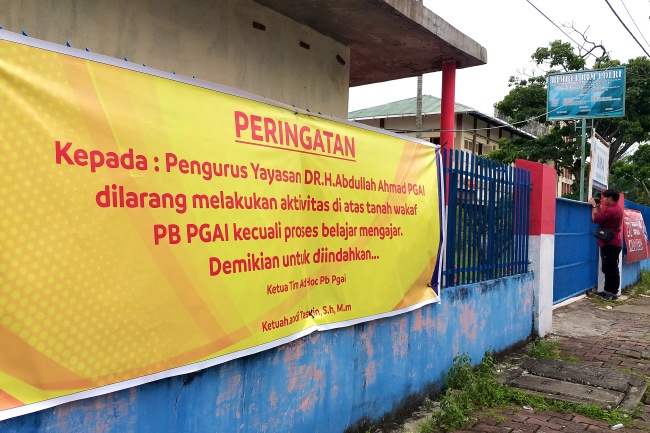 PERINGATAN
Kepada : Pengurus Yayasan DR.H.Abdullah Ahmad PGAI
dilarang melakukan aktivitas di atas tanah wakaf
PB PGAI kecuali proses belajar mengajar.
Demikian untuk diindahkan...
Ketua Tim AdHoc Pb Pgai
S.h, M.m